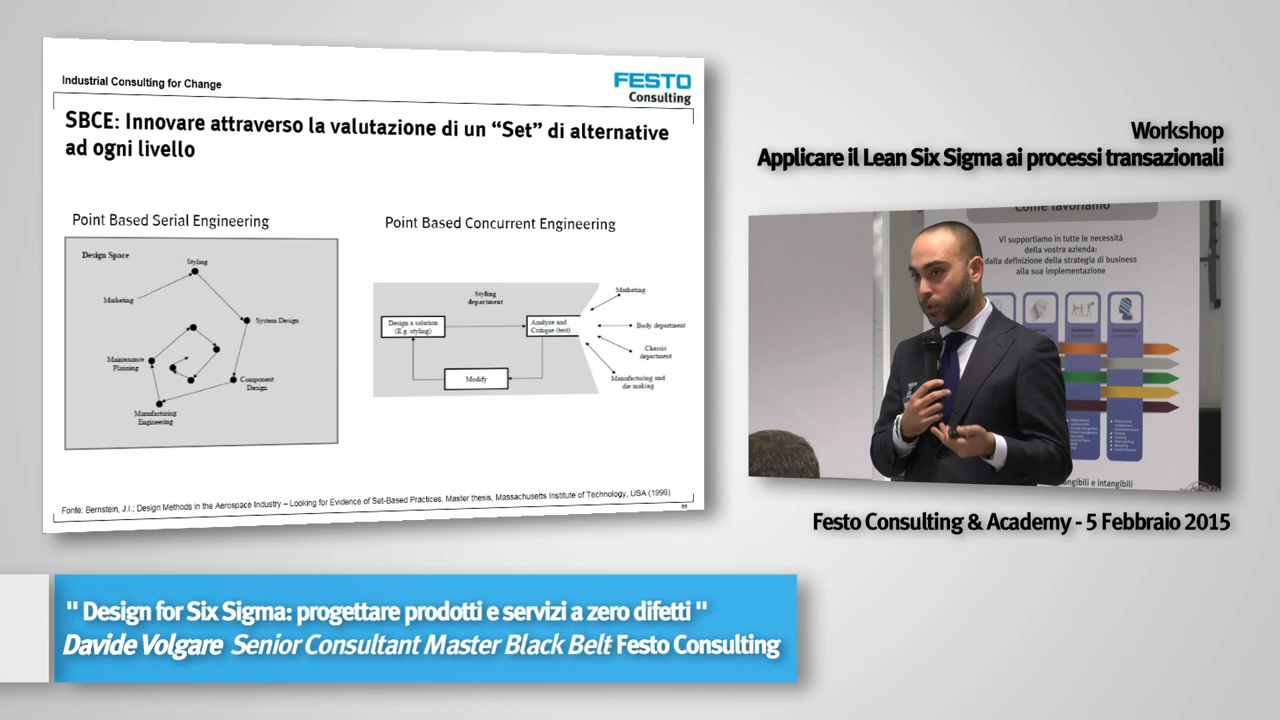 Industrial Consulting for Change
FESTO
Consulting
SBCE: Innovare attraverso la valutazione di un “Set” di alternative
ad ogni livello
Point Based Serial Engineering
Design Space
Styling
Marketing
System Design
Maintenance
Planning
Component
Design
Manufacturing
Engineering
Point Based Concurrent Engineering
Styling
department
Design a solution
(E.g. styling)
Analyze and
Critique (test)
Modify
Marketing
Body department
Chassis
department
Manufacturing and
die making
Fonte: Bernstein, J.I.; Design Methods in the Aerospace Industry – Looking for Evidence of Set-Based Practices. Master thesis, Massachusetts Institute of Technology, USA (1998)
Workshop
Applicare il Lean Six Sigma ai processi transazionali
Come lavoriamo
Vi supportiamo in tutte le necessità
della vostra azienda:
dalla definizione della strategia di business
alla sua implementazione
ngibili e intangibili
Festo Consulting & Academy - 5 Febbraio 2015
" Design for Six Sigma: progettare prodotti e servizi a zero difetti "
Davide Volgare Senior Consultant Master Black Belt Festo Consulting